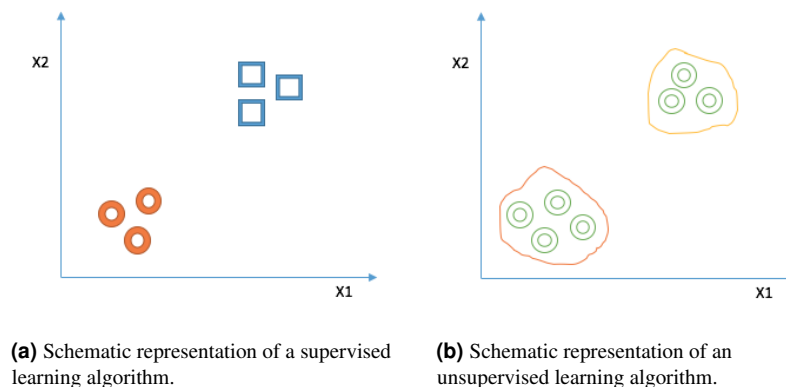 X2
X1
X2
X1
(a) Schematic representation of a supervised
learning algorithm.
(b) Schematic representation of an
unsupervised learning algorithm.